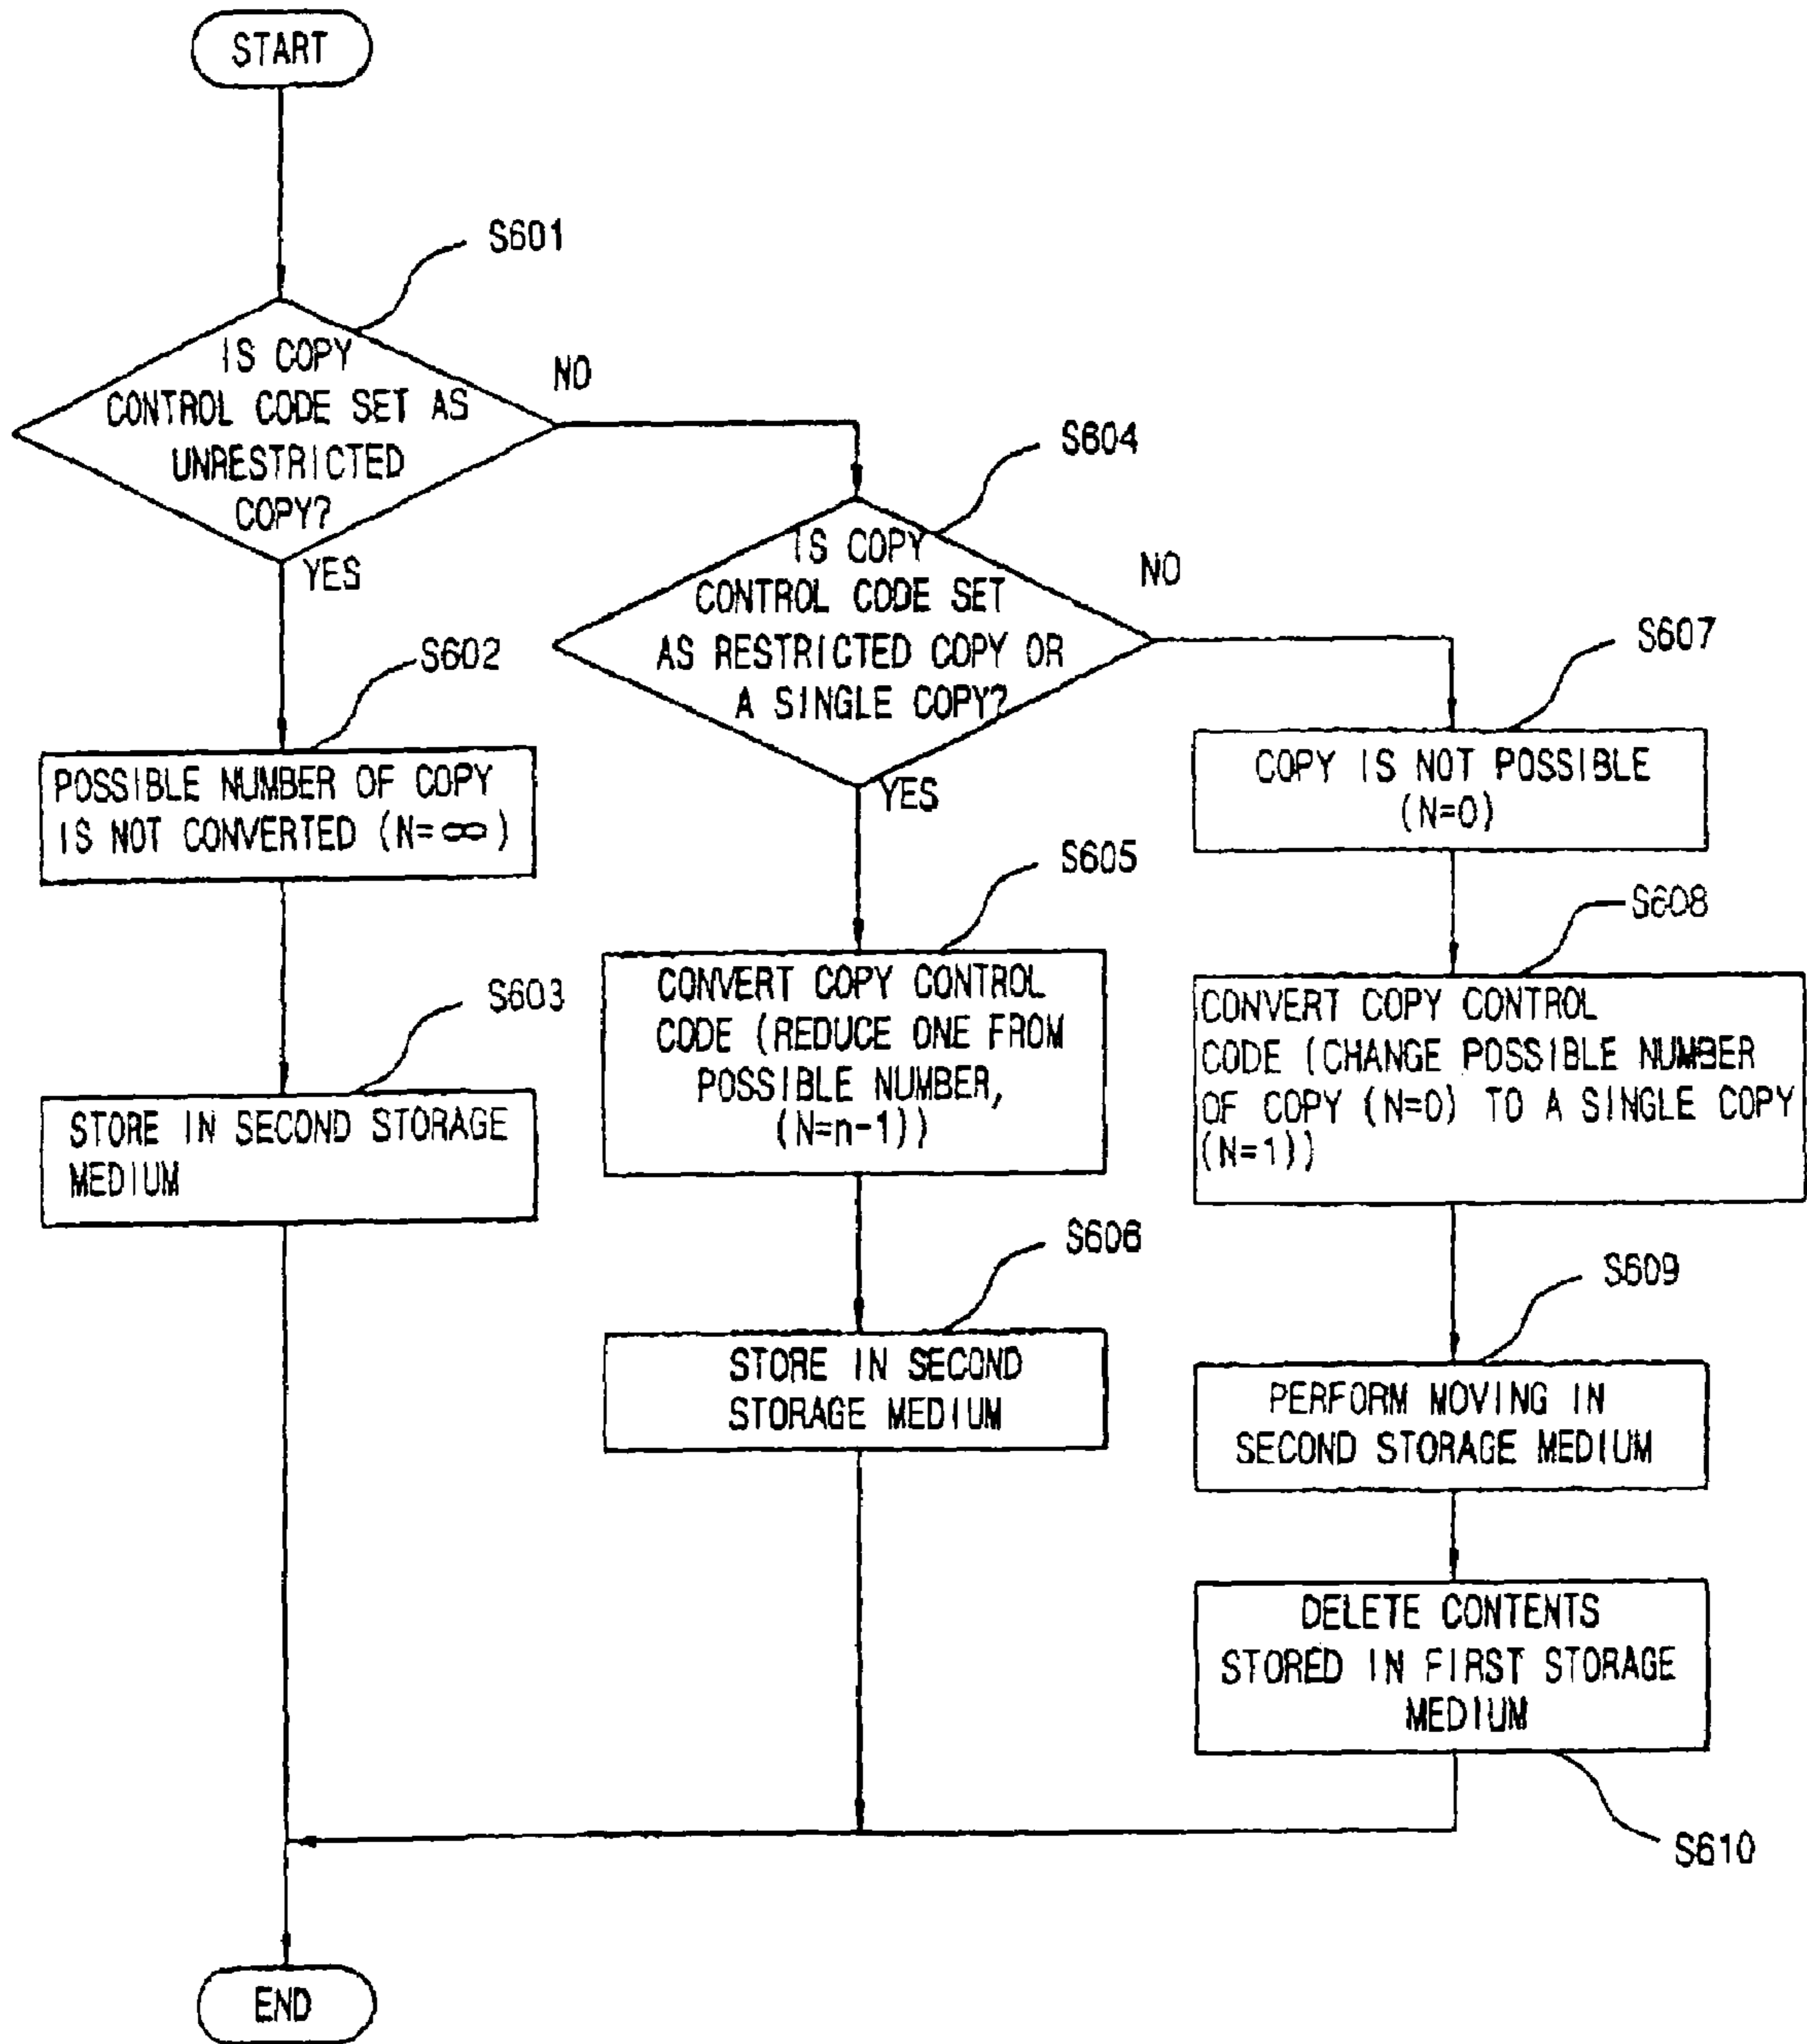 START
S601
IS COPY
CONTROL CODE SET AS
UNRESTRICTED
COPY?
NO
YES
S604
IS COPY
CONTROL CODE SET
AS RESTRICTED COPY OR
A SINGLE COPY?
NO
YES
S602
POSSIBLE NUMBER OF COPY
IS NOT CONVERTED (N=∞)
S607
COPY IS NOT POSSIBLE
(N=0)
S605
CONVERT COPY CONTROL
CODE (REDUCE ONE FROM
POSSIBLE NUMBER,
(N=n-1))
S608
CONVERT COPY CONTROL
CODE (CHANGE POSSIBLE NUMBER
OF COPY (N=0) TO A SINGLE COPY
(N=1))
S603
STORE IN SECOND STORAGE
MEDIUM
S606
STORE IN SECOND
STORAGE MEDIUM
S609
PERFORM MOVING IN
SECOND STORAGE MEDIUM
DELETE CONTENTS
STORED IN FIRST STORAGE
MEDIUM
S610
END